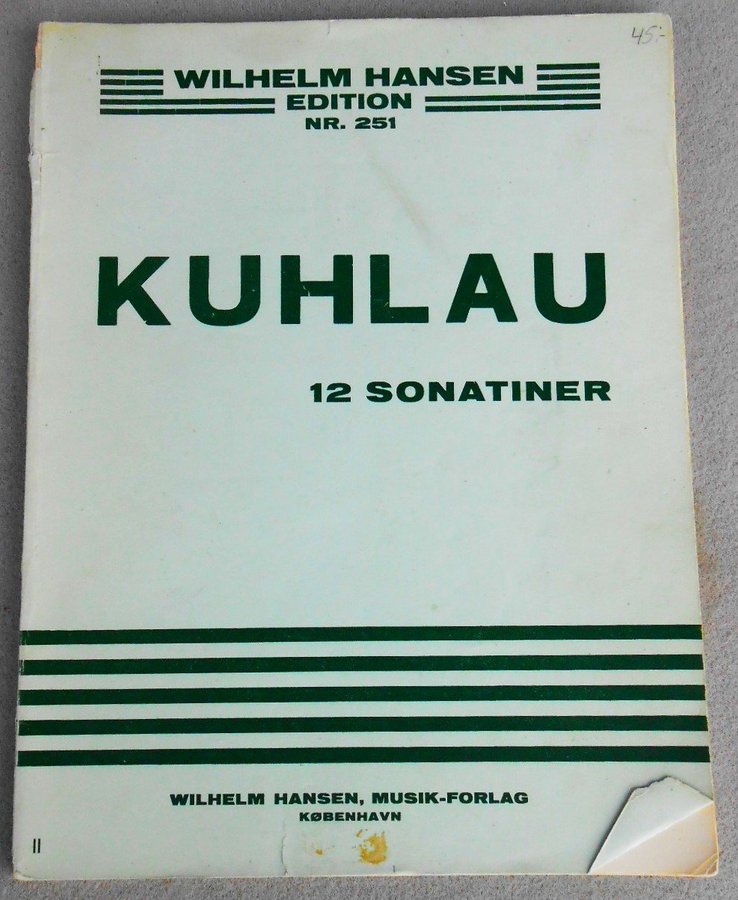 45:-
WILHELM HANSEN
EDITION
NR. 251
KUHLAU
12 SONATINER
WILHELM HANSEN, MUSIK-FORLAG
KØBENHAVN
II